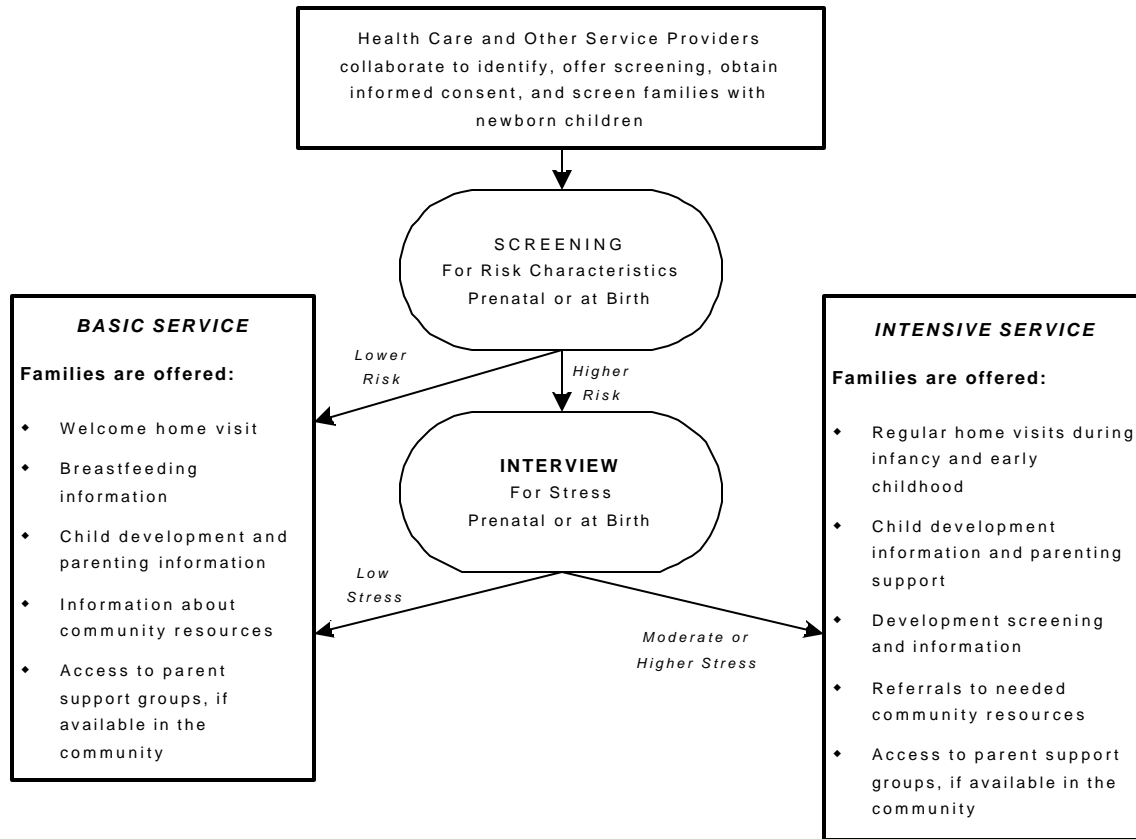 Health Care and Other Service Providers
collaborate to identify, offer screening, obtain
informed consent, and screen families with
newborn children
SCREENING
For Risk Characteristics
Prenatal or at Birth
Lower
Risk
Higher
Risk
BASIC SERVICE
Families are offered:
◆ Welcome home visit
◆ Breastfeeding
information
◆ Child development and
parenting information
◆ Information about
community resources
◆ Access to parent
support groups, if
available in the
community
INTERVIEW
For Stress
Prenatal or at Birth
Low
Stress
Moderate or
Higher Stress
INTENSIVE SERVICE
Families are offered:
◆ Regular home visits during
infancy and early
childhood
◆ Child development
information and parenting
support
◆ Development screening
and information
◆ Referrals to needed
community resources
◆ Access to parent support
groups, if available in the
community